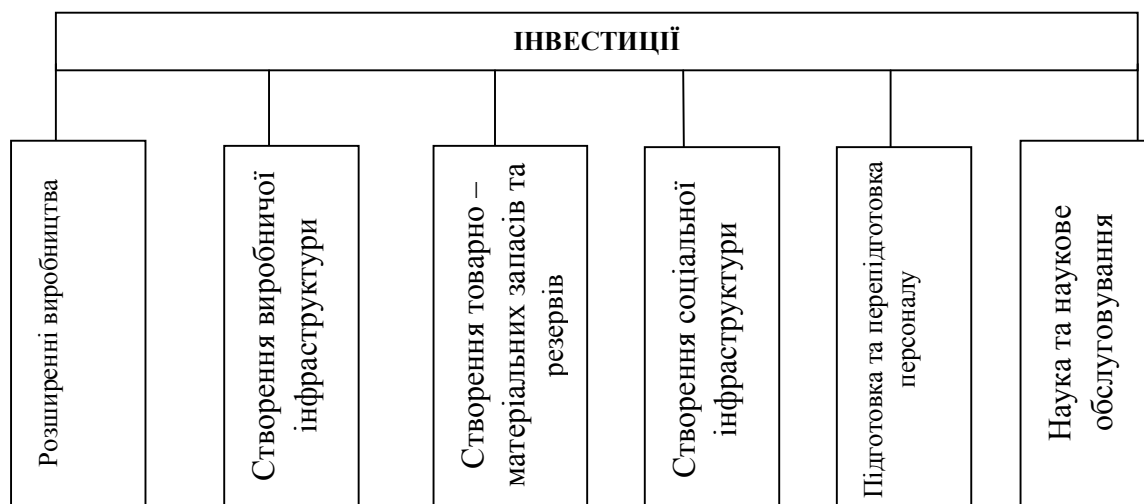 ІНВЕСТИЦІЇ
Розширенні виробництва
Створення виробничої
інфраструктури
Створення товарно –
матеріальних запасів та
резервів
Створення соціальної
інфраструктури
Підготовка та перепідготовка
персоналу
Наука та наукове
обслуговування